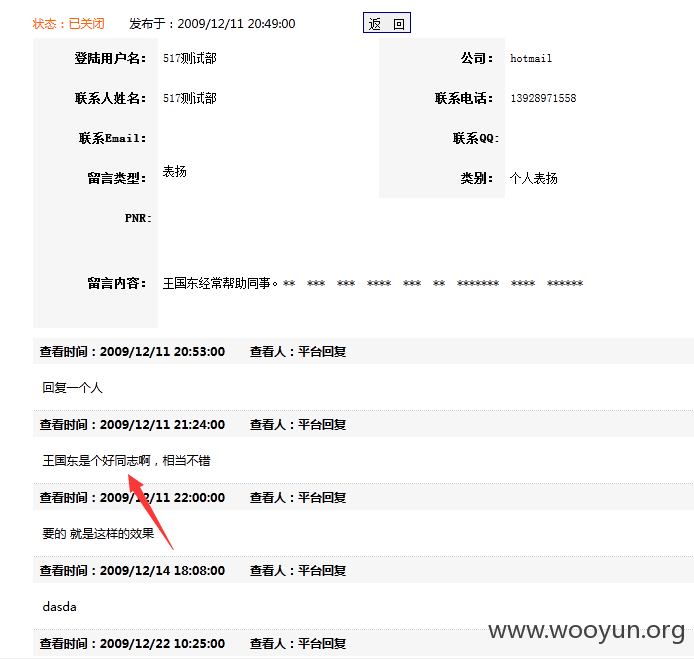 状态：已关闭 发布于：2009/12/11 20:49:00 返 回
登陆用户名： 517测试部 公司： hotmail
联系人姓名： 517测试部 联系电话： 13928971558
联系Email： 联系QQ:
留言类型： 表扬 类别： 个人表扬
PNR:
留言内容： 王国东经常帮助同事。** *** *** **** *** ** ******* **** ******
查看时间：2009/12/11 20:53:00 查看人：平台回复
回复一个人
查看时间：2009/12/11 21:24:00 查看人：平台回复
王国东是个好同志啊，相当不错
查看时间：2009/12/11 22:00:00 查看人：平台回复
要的 就是这样的效果
查看时间：2009/12/14 18:08:00 查看人：平台回复
dasda
www.wooyun.org
查看时间：2009/12/22 10:25:00 查看人：平台回复